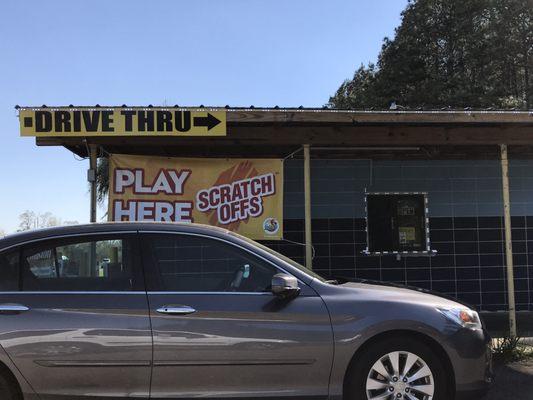 DRIVE THRU
PLAY
HERE
SCRATCH
OFFS